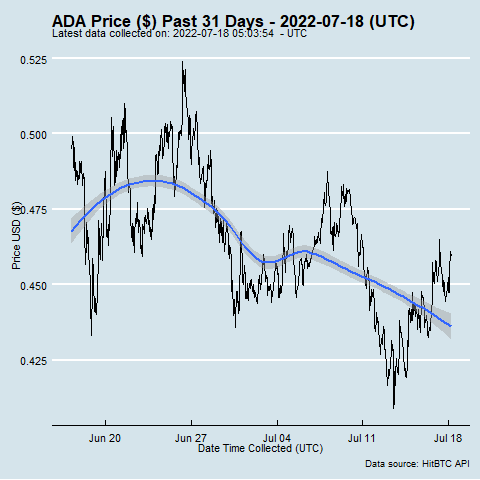 ADA Price ($) Past 31 Days - 2022-07-18 (UTC)
Latest data collected on: 2022-07-18 05:03:54  - UTC
0.525
0.500
0.475
0.450
0.425
Price USD ($)
Jun 20
Jun 27
Jul 04
Jul 11
Jul 18
Date Time Collected (UTC)
Data source: HitBTC API